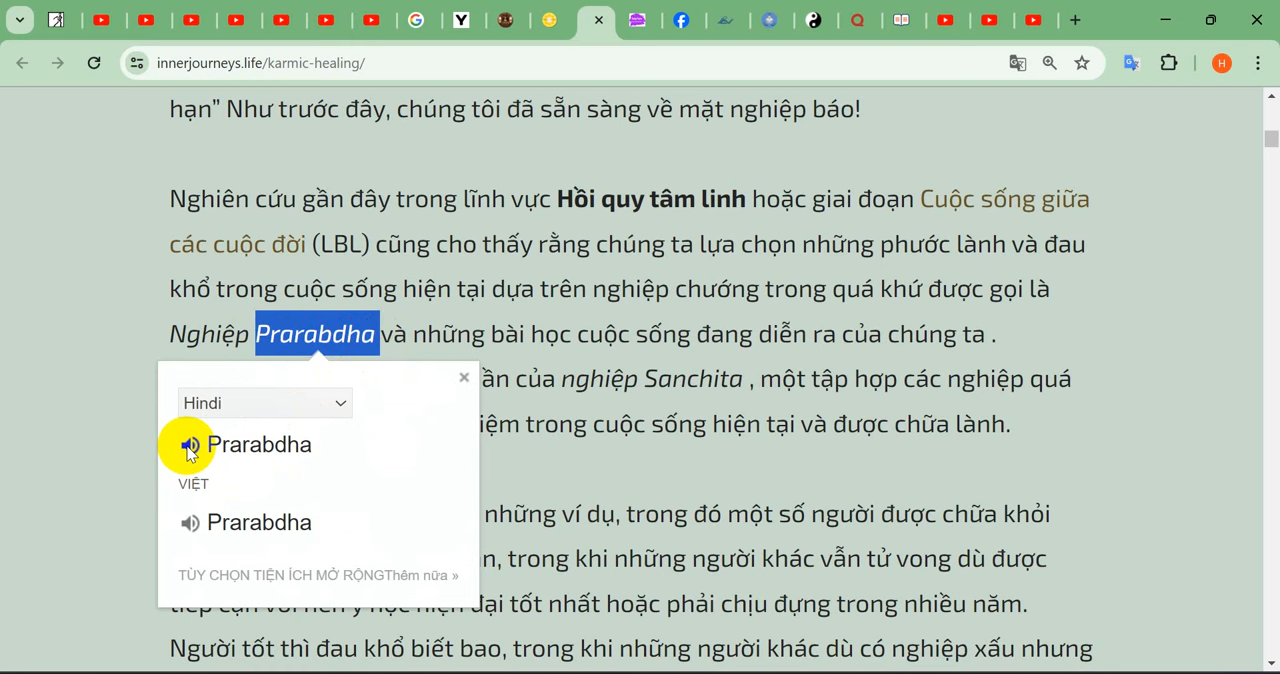 innerjourneys.life/karmic-healing/
H
hạn” Như trước đây, chúng tôi đã sẵn sàng về mặt nghiệp báo!
Nghiên cứu gần đây trong lĩnh vực Hồi quy tâm linh hoặc giai đoạn Cuộc sống giữa
các cuộc đời (LBL) cũng cho thấy rằng chúng ta lựa chọn những phước lành và đau
khổ trong cuộc sống hiện tại dựa trên nghiệp chướng trong quá khứ được gọi là
Nghiệp Prarabdha và những bài học cuộc sống đang diễn ra của chúng ta .
ần của nghiệp Sanchita , một tập hợp các nghiệp quá
iệm trong cuộc sống hiện tại và được chữa lành.
Hindi
Prarabdha
VIỆT
Prarabdha
TÙY CHỌN TIỆN ÍCH MỞ RỘNGThêm nữa »
những ví dụ, trong đó một số người được chữa khỏi
n, trong khi những người khác vẫn tử vong dù được
tiếp cận với nền y học hiện đại tốt nhất hoặc phải chịu đựng trong nhiều năm.
Người tốt thì đau khổ biết bao, trong khi những người khác dù có nghiệp xấu nhưng